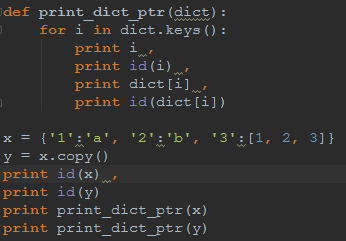 def print_dict_ptr(dict):
    for i in dict.keys():
        print i ,
        print id(i) ,
        print dict[i] ,
        print id(dict[i])
x = {'1':'a', '2':'b', '3':[1, 2, 3]}
y = x.copy()
print id(x) ,
print id(y)
print print_dict_ptr(x)
print print_dict_ptr(y)